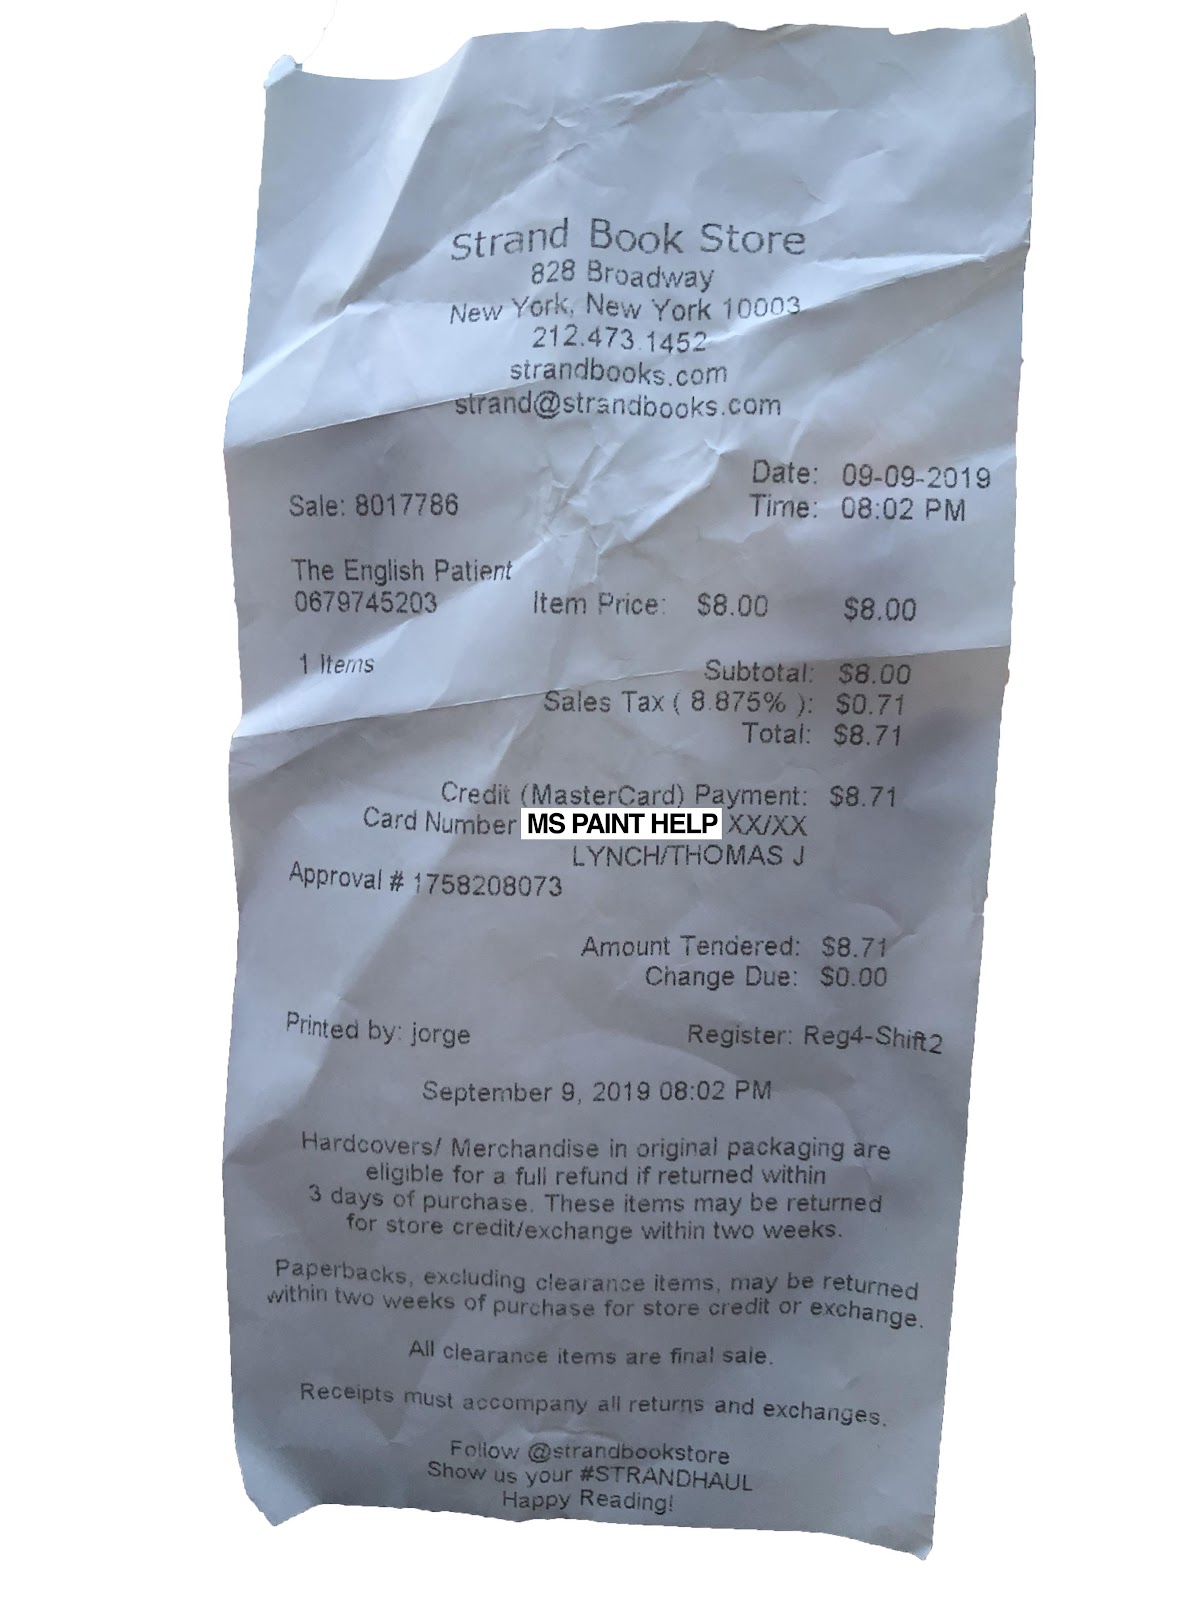 Strand Book Store
828 Broadway
New York, New York 10003
212.473.1452
strandbooks.com
strand@strandbooks.com
Date: 09-09-2019
Sale: 8017786 Time: 08:02 PM
The English Patient
0679745203 Item Price: $8.00 $8.00
1 Items Subtotal: $8.00
Sales Tax ( 8.875% ): $0.71
Total: $8.71
Credit (MasterCard) Payment: $8.71
Card Number MS PAINT HELP XX/XX
LYNCH/THOMAS J
Approval # 1758208073
Amount Tendered: $8.71
Change Due: $0.00
Printed by: jorge Register: Reg4-Shift2
September 9, 2019 08:02 PM
Hardcovers/ Merchandise in original packaging are
eligible for a full refund if returned within
3 days of purchase. These items may be returned
for store credit/exchange within two weeks.
Paperbacks, excluding clearance items, may be returned
within two weeks of purchase for store credit or exchange.
All clearance items are final sale.
Receipts must accompany all returns and exchanges.
Follow @strandbookstore
Show us your #STRANDHAUL
Happy Reading!